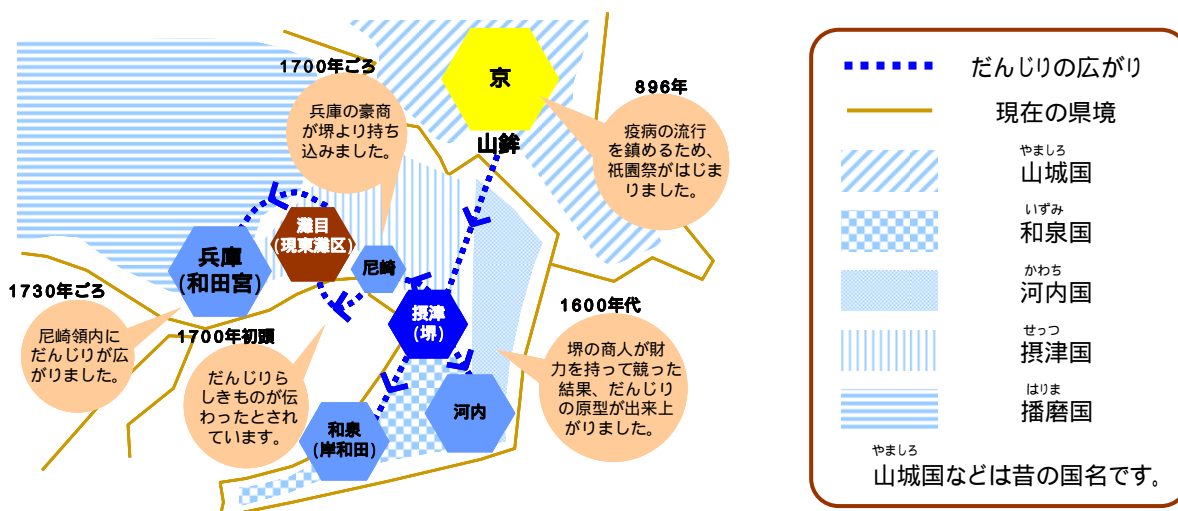 1700年ごろ
兵庫の豪商
が堺より持ち
込みました。
京
山鉾
896年
疫病の流行
を鎮めるため、
祇園祭がはじま
りました。
灘目
(現東灘区)
兵庫
(和田宮)
尼崎
摂津
(堺)
1730年ごろ
尼崎領内に
だんじりが広
がりました。
1700年初頭
だんじりら
しきものが伝
わったとされ
ています。
1600年代
堺の商人が財
力を持って競った
結果、だんじり
の原型が出来上
がりました。
河内
和泉
(岸和田)
だんじりの広がり
現在の県境
やましろ
山城国
いずみ
和泉国
かわち
河内国
せっつ
摂津国
はりま
播磨国
やましろ
山城国などは昔の国名です。